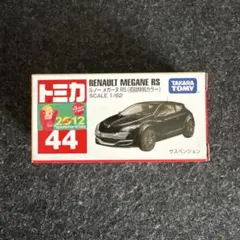 トミカ
2012
44
RENAULT MEGANE RS
ルノー メガーヌ RS(初回特別カラー)
SCALE 1/62
TAKARA
TOMY
サスペンション